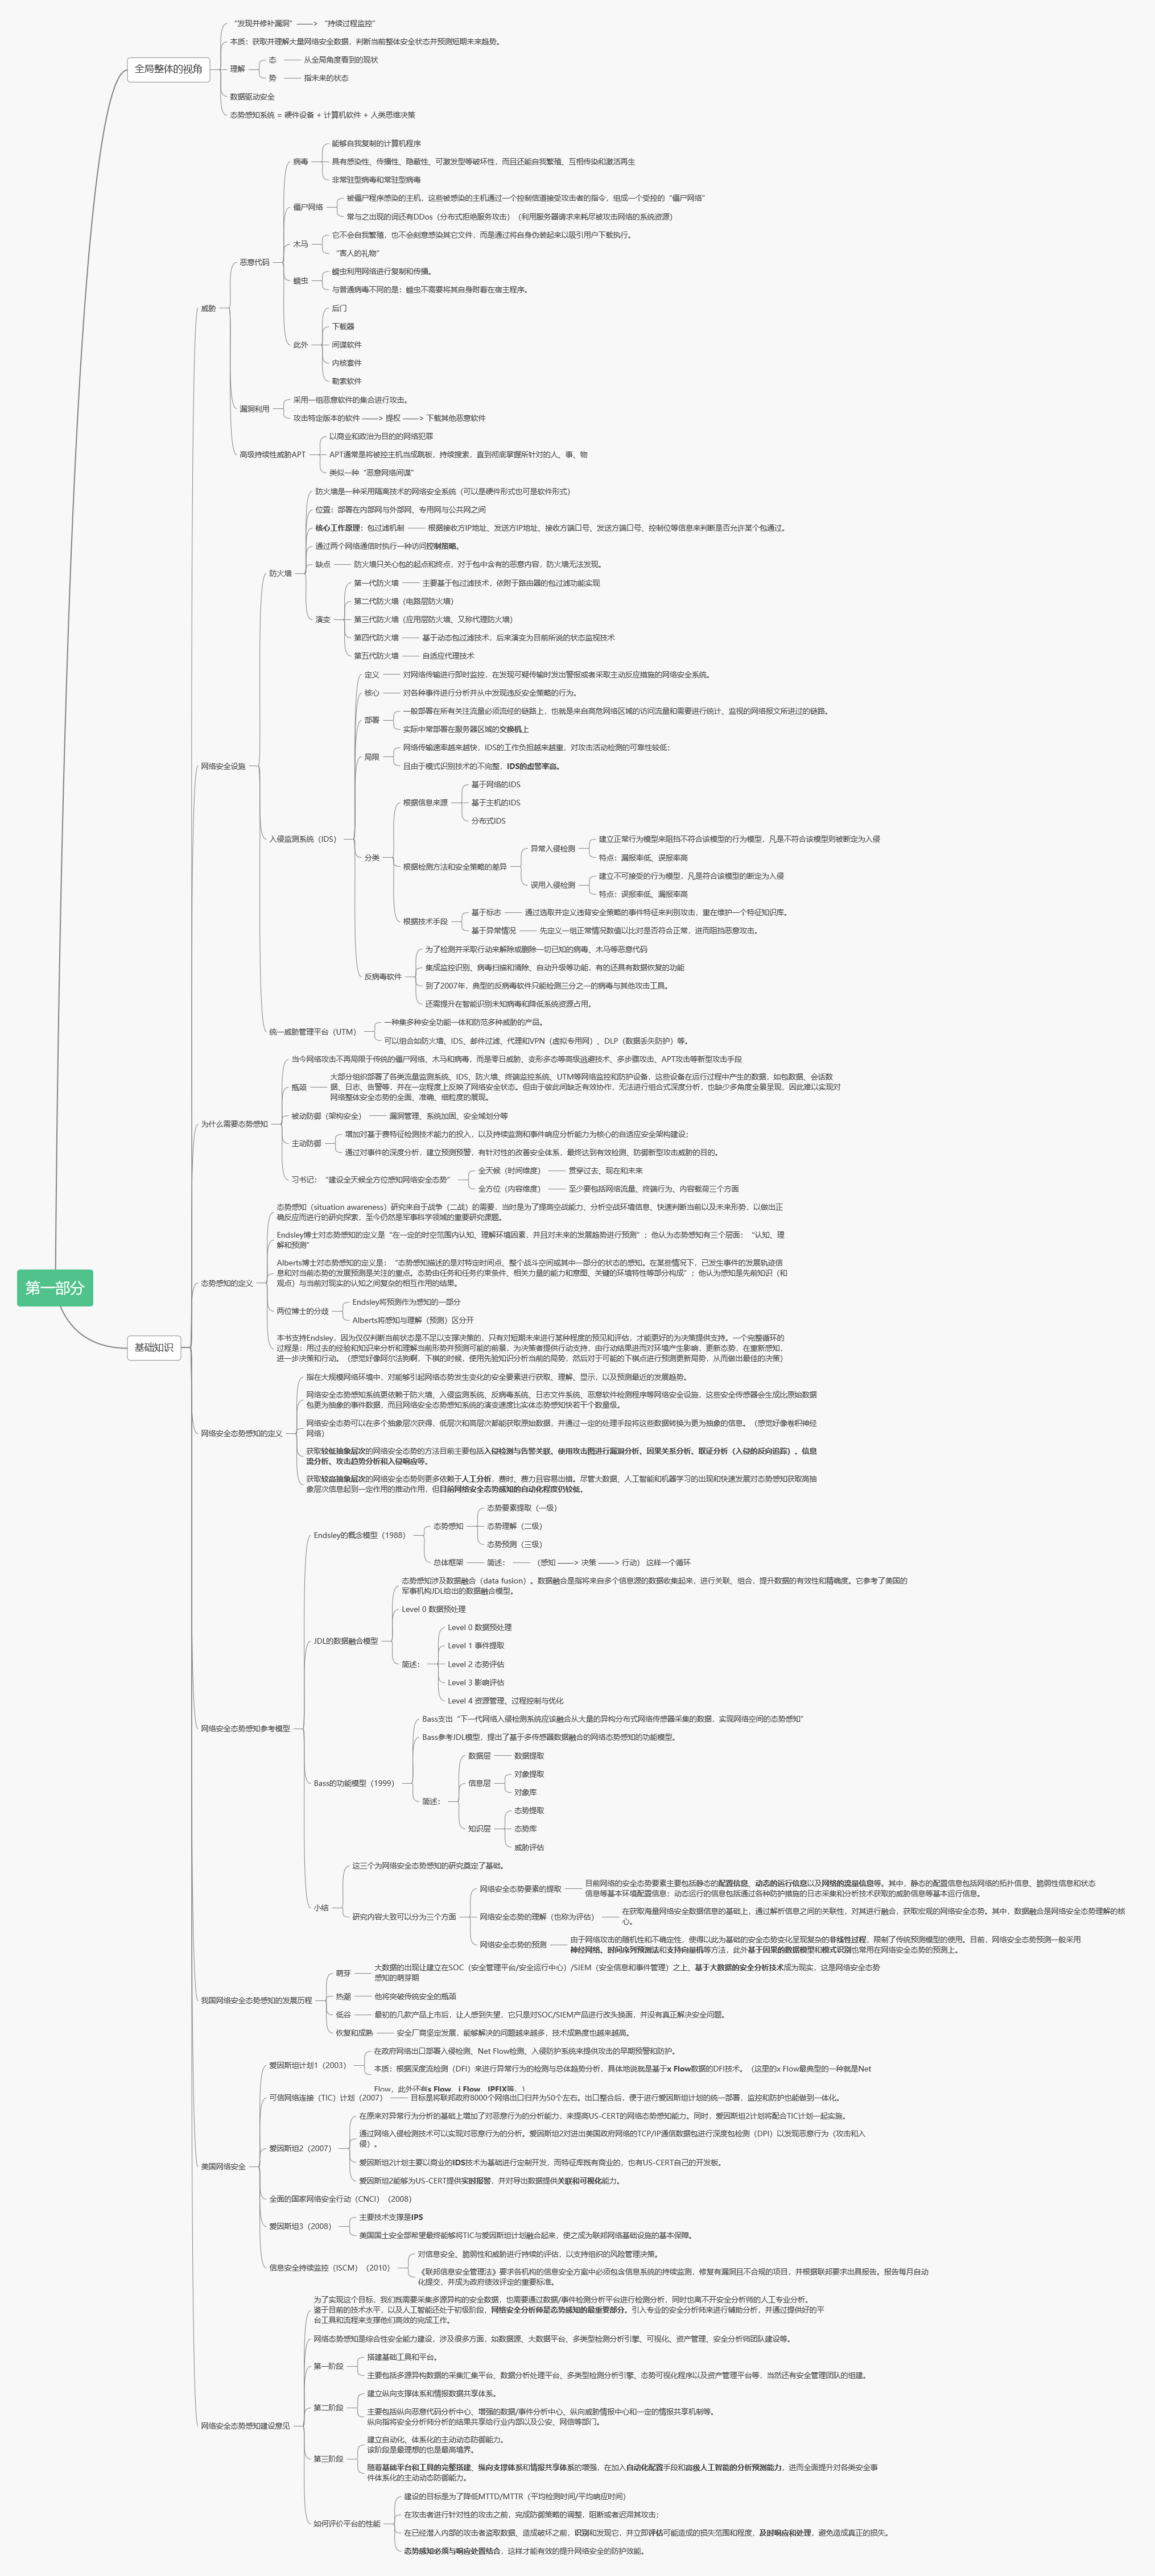 第一部分
全局整体的视角
“发现并修补漏洞” ——> “持续过程监控”
本质：获取并理解大量网络安全数据，判断当前整体安全状态并预测短期未来趋势。
理解
态
从全局角度看到的现状
势
指未来的状态
数据驱动安全
态势感知系统 = 硬件设备 + 计算机软件 + 人类思维决策
基础知识
威胁
恶意代码
病毒
能够自我复制的计算机程序
具有感染性、传播性、隐蔽性、可激发型等破坏性，而且还能自我繁殖、互相传染和激活再生
非常驻型病毒和常驻型病毒
僵尸网络
被僵尸程序感染的主机，这些被感染的主机通过一个控制信道接受攻击者的指令，组成一个受控的“僵尸网络”
常与之出现的词还有DDos（分布式拒绝服务攻击）（利用服务器请求来耗尽被攻击网络的系统资源）
木马
它不会自我繁殖，也不会刻意感染其它文件，而是通过将自身伪装起来以吸引用户下载执行。
“害人的礼物”
蠕虫
蠕虫利用网络进行复制和传播。
与普通病毒不同的是：蠕虫不需要将其自身附着在宿主程序。
此外
后门
下载器
间谍软件
内核套件
勒索软件
漏洞利用
采用一组恶意软件的集合进行攻击。
攻击特定版本的软件 ——> 提权 ——> 下载其他恶意软件
高级持续性威胁APT
以商业和政治为目的的网络犯罪
APT通常是将被控主机当成跳板，持续搜索，直到彻底掌握所针对的人、事、物
类似一种“恶意网络间谍”
网络安全设施
防火墙
防火墙是一种采用隔离技术的网络安全系统（可以是硬件形式也可是软件形式）
位置：部署在内部网与外部网、专用网与公共网之间
核心工作原理：包过滤机制
根据接收方IP地址、发送方IP地址、接收方端口号、发送方端口号、控制位等信息来判断是否允许某个包通过。
通过两个网络通信时执行一种访问控制策略。
缺点
防火墙只关心包的起点和终点，对于包中含有的恶意内容，防火墙无法发现。
演变
第一代防火墙
主要基于包过滤技术，依附于路由器的包过滤功能实现
第二代防火墙（电路层防火墙）
第三代防火墙（应用层防火墙、又称代理防火墙）
第四代防火墙
基于动态包过滤技术，后来演变为目前所说的状态监视技术
第五代防火墙
自适应代理技术
入侵监测系统（IDS）
定义
对网络传输进行即时监控，在发现可疑传输时发出警报或者采取主动反应措施的网络安全系统。
核心
对各种事件进行分析并从中发现违反安全策略的行为。
部署
一般部署在所有关注流量必须流经的链路上，也就是来自高危网络区域的访问流量和需要进行统计、监视的网络报文所进过的链路。
实际中常部署在服务器区域的交换机上
局限
网络传输速率越来越快，IDS的工作负担越来越重，对攻击活动检测的可靠性较低；
且由于模式识别技术的不完整，IDS的虚警率高。
分类
根据信息来源
基于网络的IDS
基于主机的IDS
分布式IDS
根据检测方法和安全策略的差异
异常入侵检测
建立正常行为模型来阻挡不符合该模型的行为模型，凡是不符合该模型则被断定为入侵
特点：漏报率低、误报率高
误用入侵检测
建立不可接受的行为模型，凡是符合该模型的断定为入侵
特点：误报率低、漏报率高
根据技术手段
基于标志
通过选取并定义违背安全策略的事件特征来判别攻击，重在维护一个特征知识库。
基于异常情况
先定义一组正常情况数值以比对是否符合正常，进而阻挡恶意攻击。
反病毒软件
为了检测并采取行动来解除或删除一切已知的病毒、木马等恶意代码
集成监控识别、病毒扫描和清除、自动升级等功能，有的还具有数据恢复的功能
到了2007年，典型的反病毒软件只能检测三分之一的病毒与其他攻击工具。
还需提升在智能识别未知病毒和降低系统资源占用。
统一威胁管理平台（UTM）
一种集多种安全功能一体和防范多种威胁的产品。
可以组合如防火墙、IDS、邮件过滤、代理和VPN（虚拟专用网）、DLP（数据丢失防护）等。
为什么需要态势感知
当今网络攻击不再局限于传统的僵尸网络、木马和病毒，而是零日威胁、变形多态等高级逃避技术、多步骤攻击、APT攻击等新型攻击手段
瓶颈
大部分组织部署了各类流量监测系统、IDS、防火墙、终端监控系统、UTM等网络监控和防护设备，这些设备在运行过程中产生的数据，如包数据、会话数
据、日志、告警等，并在一定程度上反映了网络安全状态。但由于彼此间缺乏有效协作，无法进行组合式深度分析，也缺少多角度全景呈现，因此难以实现对
网络整体安全态势的全面、准确、细粒度的展现。
被动防御（架构安全）
漏洞管理、系统加固、安全域划分等
主动防御
增加对基于费特征检测技术能力的投入，以及持续监测和事件响应分析能力为核心的自适应安全架构建设；
通过对事件的深度分析，建立预测预警，有针对性的改善安全体系，最终达到有效检测、防御新型攻击威胁的目的。
习书记：“建设全天候全方位感知网络安全态势”
全天候（时间维度）
贯穿过去、现在和未来
全方位（内容维度）
至少要包括网络流量、终端行为、内容载荷三个方面
态势感知的定义
态势感知（situation awareness）研究来自于战争（二战）的需要，当时是为了提高空战能力、分析空战环境信息、快速判断当前以及未来形势，以做出正
确反应而进行的研究探索，至今仍然是军事科学领域的重要研究课题。
Endsley博士对态势感知的定义是“在一定的时空范围内认知、理解环境因素，并且对未来的发展趋势进行预测”；他认为态势感知有三个层面：“认知、理
解和预测”
Alberts博士对态势感知的定义是：“态势感知描述的是对特定时间点、整个战斗空间或其中一部分的状态的感知。在某些情况下，已发生事件的发展轨迹信
息和对当前态势的发展预测是关注的重点。态势由任务和任务约束条件、相关力量的能力和意图、关键的环境特性等部分构成”；他认为感知是先前知识（和
观点）与当前对现实的认知之间复杂的相互作用的结果。
两位博士的分歧
Endsley将预测作为感知的一部分
Alberts将感知与理解（预测）区分开
本书支持Endsley，因为仅仅判断当前状态是不足以支撑决策的，只有对短期未来进行某种程度的预见和评估，才能更好的为决策提供支持。一个完整循环的
过程是：用过去的经验和知识来分析和理解当前形势并预测可能的前景，为决策者提供行动支持，由行动结果进而对环境产生影响，更新态势，在重新感知，
进一步决策和行动。（感觉好像阿尔法狗啊，下棋的时候，使用先验知识分析当前的局势，然后对于可能的下棋点进行预测更新局势，从而做出最佳的决策）
网络安全态势感知的定义
指在大规模网络环境中，对能够引起网络态势发生变化的安全要素进行获取、理解、显示，以及预测最近的发展趋势。
网络安全态势感知系统更依赖于防火墙、入侵监测系统、反病毒系统、日志文件系统、恶意软件检测程序等网络安全设施，这些安全传感器会生成比原始数据
包更为抽象的事件数据，而且网络安全态势感知系统的演变速度比实体态势感知快若干个数量级。
网络安全态势可以在多个抽象层次获得，低层次和高层次都能获取原始数据，并通过一定的处理手段将这些数据转换为更为抽象的信息。（感觉好像卷积神经
网络）
获取较低抽象层次的网络安全态势的方法目前主要包括入侵检测与告警关联、使用攻击图进行漏洞分析、因果关系分析、取证分析（入侵的反向追踪）、信息
流分析、攻击趋势分析和入侵响应等。
获取较高抽象层次的网络安全态势则更多依赖于人工分析，费时、费力且容易出错。尽管大数据、人工智能和机器学习的出现和快速发展对态势感知获取高抽
象层次信息起到一定作用的推动作用，但目前网络安全态势感知的自动化程度仍较低。
网络安全态势感知参考模型
Endsley的概念模型（1988）
态势感知
态势要素提取（一级）
态势理解（二级）
态势预测（三级）
总体框架
简述：
（感知 ——> 决策 ——> 行动） 这样一个循环
JDL的数据融合模型
态势感知涉及数据融合（data fusion）。数据融合是指将来自多个信息源的数据收集起来，进行关联、组合，提升数据的有效性和精确度。它参考了美国的
军事机构JDL给出的数据融合模型。
Level 0 数据预处理
简述：
Level 0 数据预处理
Level 1 事件提取
Level 2 态势评估
Level 3 影响评估
Level 4 资源管理、过程控制与优化
Bass的功能模型（1999）
Bass支出“下一代网络入侵检测系统应该融合从大量的异构分布式网络传感器采集的数据，实现网络空间的态势感知”
Bass参考JDL模型，提出了基于多传感器数据融合的网络态势感知的功能模型。
简述：
数据层
数据提取
信息层
对象提取
对象库
知识层
态势提取
态势库
威胁评估
小结
这三个为网络安全态势感知的研究奠定了基础。
研究内容大致可以分为三个方面
网络安全态势要素的提取
目前网络的安全态势要素主要包括静态的配置信息、动态的运行信息以及网络的流量信息等。其中，静态的配置信息包括网络的拓扑信息、脆弱性信息和状态
信息等基本环境配置信息；动态运行的信息包括通过各种防护措施的日志采集和分析技术获取的威胁信息等基本运行信息。
网络安全态势的理解（也称为评估）
在获取海量网络安全数据信息的基础上，通过解析信息之间的关联性，对其进行融合，获取宏观的网络安全态势。其中，数据融合是网络安全态势理解的核
心。
网络安全态势的预测
由于网络攻击的随机性和不确定性，使得以此为基础的安全态势变化呈现复杂的非线性过程，限制了传统预测模型的使用。目前，网络安全态势预测一般采用
神经网络、时间序列预测法和支持向量机等方法，此外基于因果的数据模型和模式识别也常用在网络安全态势的预测上。
我国网络安全态势感知的发展历程
萌芽
大数据的出现让建立在SOC（安全管理平台/安全运行中心）/SIEM（安全信息和事件管理）之上、基于大数据的安全分析技术成为现实，这是网络安全态势
感知的萌芽期
热潮
他将突破传统安全的瓶颈
低谷
最初的几款产品上市后，让人感到失望，它只是对SOC/SIEM产品进行改头换面，并没有真正解决安全问题。
恢复和成熟
安全厂商坚定发展，能够解决的问题越来越多，技术成熟度也越来越高。
美国网络安全
爱因斯坦计划1（2003）
在政府网络出口部署入侵检测、Net Flow检测、入侵防护系统来提供攻击的早期预警和防护。
本质：根据深度流检测（DFI）来进行异常行为的检测与总体趋势分析，具体地说就是基于x Flow数据的DFI技术。（这里的x Flow最典型的一种就是Net
Flow，此外还有s Flow、j Flow、IPFIX等。）
可信网络连接（TIC）计划（2007）
目标是将联邦政府8000个网络出口归并为50个左右。出口整合后，便于进行爱因斯坦计划的统一部署，监控和防护也能做到一体化。
爱因斯坦2（2007）
在原来对异常行为分析的基础上增加了对恶意行为的分析能力，来提高US-CERT的网络态势感知能力。同时，爱因斯坦2计划将配合TIC计划一起实施。
通过网络入侵检测技术可以实现对恶意行为的分析。爱因斯坦2对进出美国政府网络的TCP/IP通信数据包进行深度包检测（DPI）以发现恶意行为（攻击和入
侵）。
爱因斯坦2计划主要以商业的IDS技术为基础进行定制开发，而特征库既有商业的，也有US-CERT自己的开发板。
爱因斯坦2能够为US-CERT提供实时报警，并对导出数据提供关联和可视化能力。
全面的国家网络安全行动（CNCI）（2008）
爱因斯坦3（2008）
主要技术支撑是IPS
美国国土安全部希望最终能够将TIC与爱因斯坦计划融合起来，使之成为联邦网络基础设施的基本保障。
信息安全持续监控（ISCM）（2010）
对信息安全、脆弱性和威胁进行持续的评估，以支持组织的风险管理决策。
《联邦信息安全管理法》要求各机构的信息安全方案中必须包含信息系统的持续监测，修复有漏洞且不合规的项目，并根据联邦要求出具报告。报告每月自动
化提交，并成为政府绩效评定的重要标准。
网络安全态势感知建设意见
为了实现这个目标，我们既需要采集多源异构的安全数据，也需要通过数据/事件检测分析平台进行检测分析，同时也离不开安全分析师的人工专业分析。
鉴于目前的技术水平，以及人工智能还处于初级阶段，网络安全分析师是态势感知的最重要部分。引入专业的安全分析师来进行辅助分析，并通过提供好的平
台工具和流程来支撑他们高效的完成工作。
网络态势感知是综合性安全能力建设，涉及很多方面，如数据源、大数据平台、多类型检测分析引擎、可视化、资产管理、安全分析师团队建设等。
第一阶段
搭建基础工具和平台。
主要包括多源异构数据的采集汇集平台、数据分析处理平台、多类型检测分析引擎、态势可视化程序以及资产管理平台等，当然还有安全管理团队的组建。
第二阶段
建立纵向支撑体系和情报数据共享体系。
主要包括纵向恶意代码分析中心、增强的数据/事件分析中心、纵向威胁情报中心和一定的情报共享机制等。
纵向指将安全分析师分析的结果共享给行业内部以及公安、网信等部门。
第三阶段
建立自动化、体系化的主动动态防御能力。
该阶段是最理想的也是最高境界。
随着基础平台和工具的完整搭建、纵向支撑体系和情报共享体系的增强，在加入自动化配置手段和高级人工智能的分析预测能力，进而全面提升对各类安全事
件体系化的主动动态防御能力。
如何评价平台的性能
建设的目标是为了降低MTTD/MTTR（平均检测时间/平均响应时间）
在攻击者进行针对性的攻击之前，完成防御策略的调整，阻断或者迟滞其攻击；
在已经潜入内部的攻击者盗取数据、造成破坏之前，识别和发现它，并立即评估可能造成的损失范围和程度，及时响应和处理，避免造成真正的损失。
态势感知必须与响应处置结合，这样才能有效的提升网络安全的防护效能。